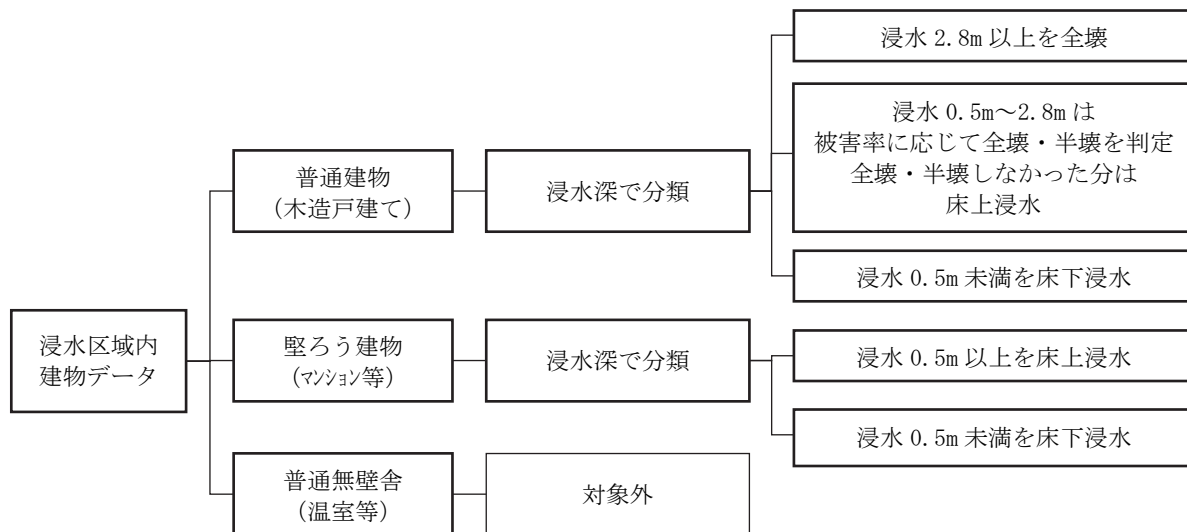 浸水区域内
建物データ
普通建物
(木造戸建て)
浸水深で分類
浸水 2.8m 以上を全壊
浸水 0.5m～2.8m は
被害率に応じて全壊・半壊を判定
全壊・半壊しなかった分は
床上浸水
浸水 0.5m 未満を床下浸水
堅ろう建物
(ﾏﾝｼｮﾝ等)
浸水深で分類
浸水 0.5m 以上を床上浸水
浸水 0.5m 未満を床下浸水
普通無壁舎
(温室等)
対象外